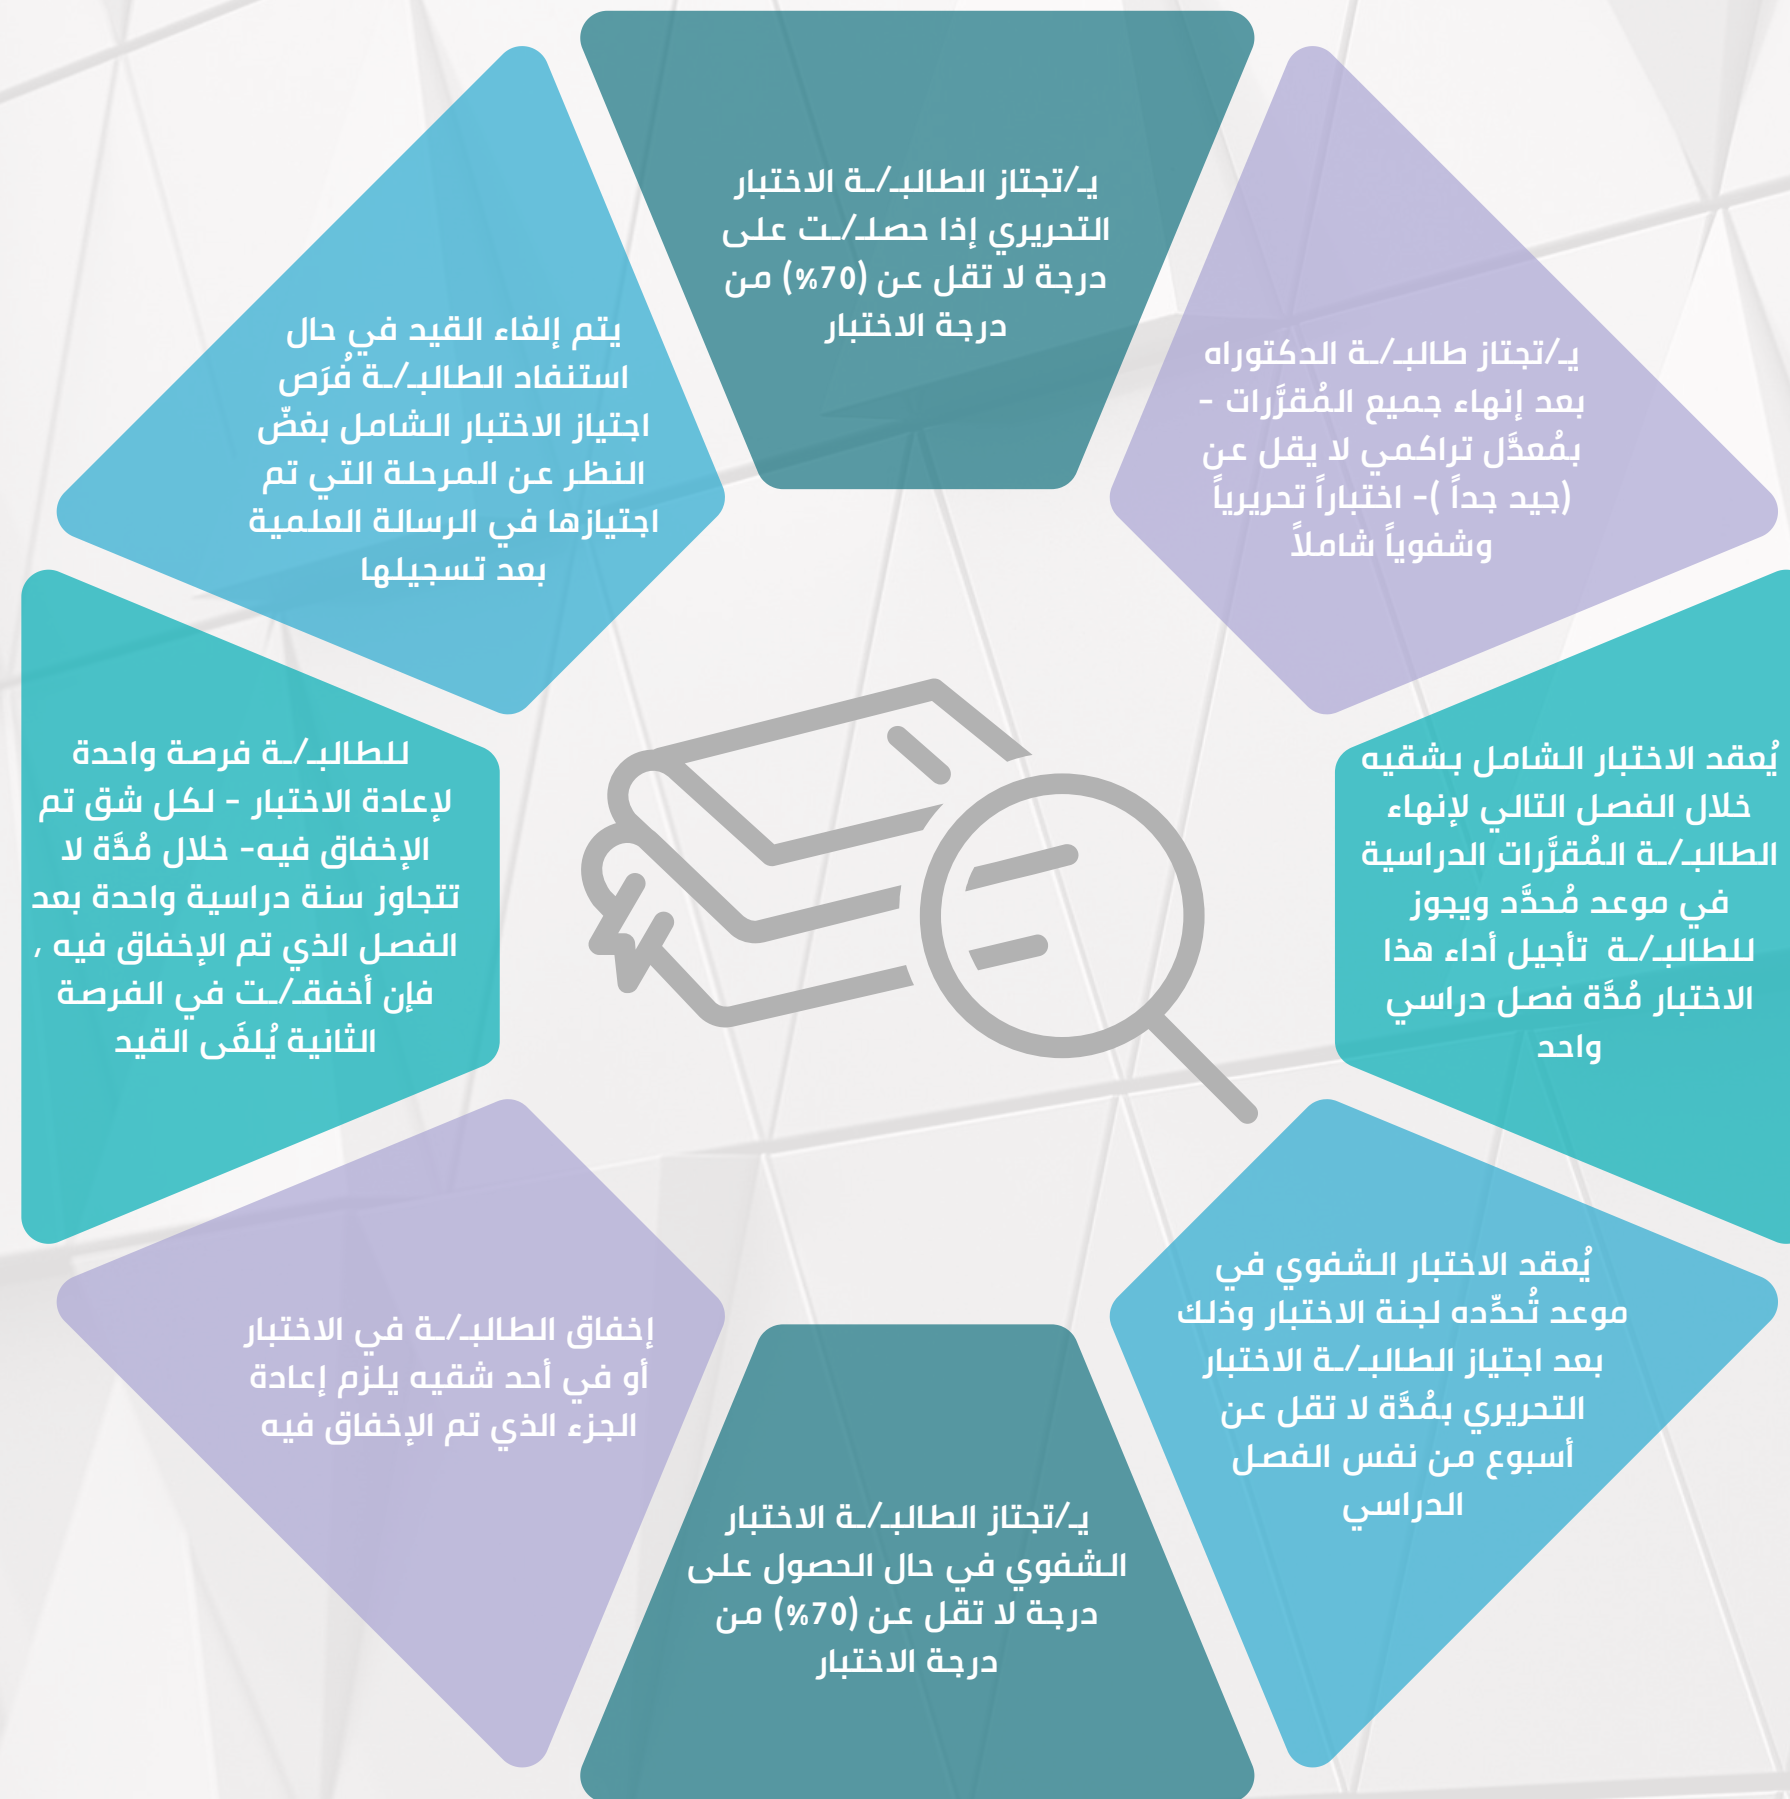 يـ/تجتاز الطالبـ/ـة الاختبار
التحريري إذا حصلـ/ـت على
درجة لا تقل عن (70%) من
درجة الاختبار
يـ/تجتاز طالبـ/ـة الدكتوراه
بعد إنهاء جميع المُقرَّرات -
بمُعدَّل تراكمي لا يقل عن
(جيد جداً )- اختباراً تحريرياً
وشفوياً شاملاً
يُعقد الاختبار الشامل بشقيه
خلال الفصل التالي لإنهاء
الطالبـ/ـة المُقرَّرات الدراسية
في موعد مُحدَّد ويجوز
للطالبـ/ـة تأجيل أداء هذا
الاختبار مُدَّة فصل دراسي
واحد
يُعقد الاختبار الشفوي في
موعد تُحدِّده لجنة الاختبار وذلك
بعد اجتياز الطالبـ/ـة الاختبار
التحريري بمُدَّة لا تقل عن
أسبوع من نفس الفصل
الدراسي
يـ/تجتاز الطالبـ/ـة الاختبار
الشفوي في حال الحصول على
درجة لا تقل عن (70%) من
درجة الاختبار
إخفاق الطالبـ/ـة في الاختبار
أو في أحد شقيه يلزم إعادة
الجزء الذي تم الإخفاق فيه
للطالبـ/ـة فرصة واحدة
لإعادة الاختبار - لكل شق تم
الإخفاق فيه- خلال مُدَّة لا
تتجاوز سنة دراسية واحدة بعد
الفصل الذي تم الإخفاق فيه ،
فإن أخفقـ/ـت في الفرصة
الثانية يُلغَى القيد
يتم إلغاء القيد في حال
استنفاد الطالبـ/ـة فُرَص
اجتياز الاختبار الشامل بغضّ
النظر عن المرحلة التي تم
اجتيازها في الرسالة العلمية
بعد تسجيلها